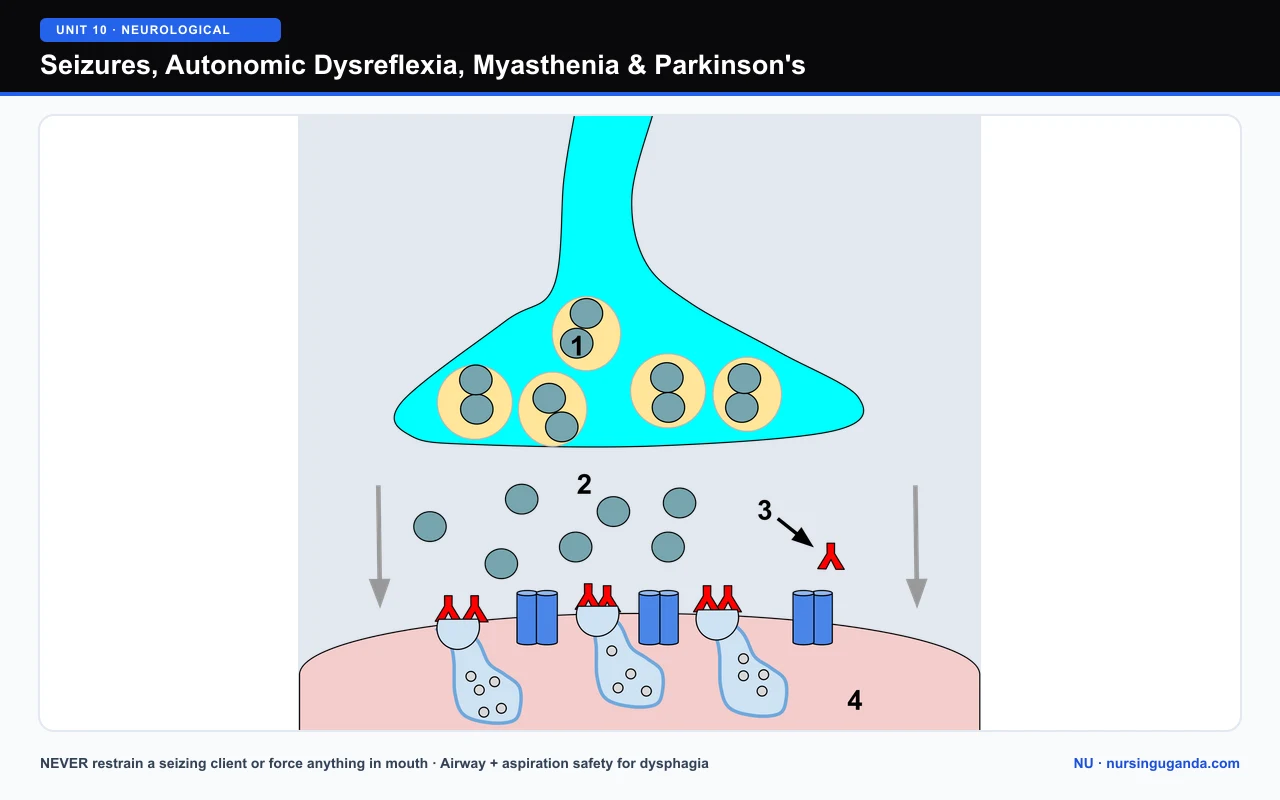 UNIT 10 · NEUROLOGICAL
Seizures, Autonomic Dysreflexia, Myasthenia & Parkinson's
1
2
3
4
NEVER restrain a seizing client or force anything in mouth · Airway + aspiration safety for dysphagia
NU · nursinguganda.com